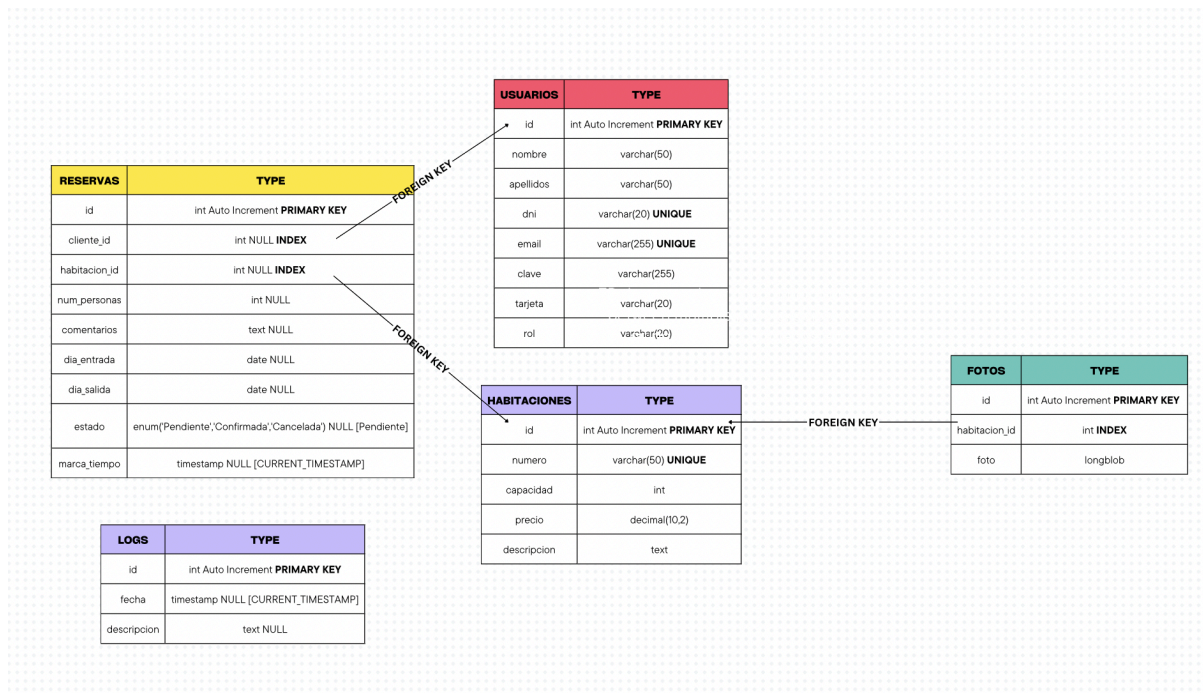 USUARIOS TYPE
id int Auto Increment PRIMARY KEY
nombre varchar(50)
apellidos varchar(50)
dni varchar(20) UNIQUE
email varchar(255) UNIQUE
clave varchar(255)
tarjeta varchar(20)
rol varchar(20)
RESERVAS TYPE
id int Auto Increment PRIMARY KEY
cliente_id int NULL INDEX
habitacion_id int NULL INDEX
num_personas int NULL
comentarios text NULL
dia_entrada date NULL
dia_salida date NULL
estado enum('Pendiente','Confirmada','Cancelada') NULL [Pendiente]
marca_tiempo timestamp NULL [CURRENT_TIMESTAMP]
FOREIGN KEY
FOREIGN KEY
HABITACIONES TYPE
id int Auto Increment PRIMARY KEY
numero varchar(50) UNIQUE
capacidad int
precio decimal(10,2)
descripcion text
FOREIGN KEY
FOTOS TYPE
id int Auto Increment PRIMARY KEY
habitacion_id int INDEX
foto longblob
LOGS TYPE
id int Auto Increment PRIMARY KEY
fecha timestamp NULL [CURRENT_TIMESTAMP]
descripcion text NULL